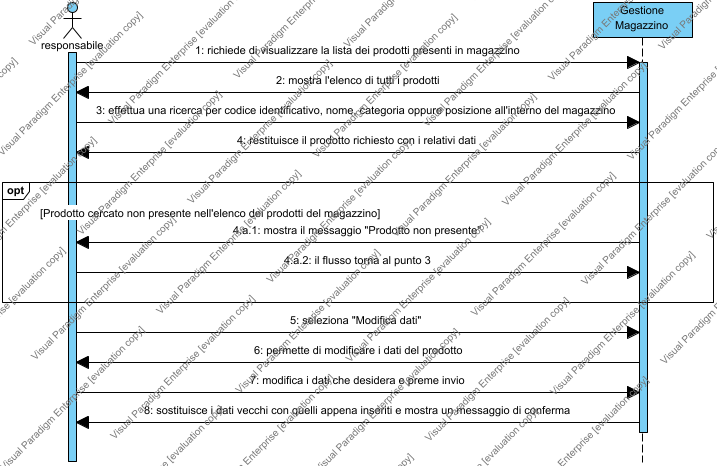 Gestione
Magazzino
responsabile
1: richiede di visualizzare la lista dei prodotti presenti in magazzino
2: mostra l'elenco di tutti i prodotti
3: effettua una ricerca per codice identificativo, nome, categoria oppure posizione all'interno del magazzino
4: restituisce il prodotto richiesto con i relativi dati
opt
[Prodotto cercato non presente nell'elenco dei prodotti del magazzino]
4.a.1: mostra il messaggio "Prodotto non presente"
4.a.2: il flusso torna al punto 3
5: seleziona "Modifica dati"
6: permette di modificare i dati del prodotto
7: modifica i dati che desidera e preme invio
8: sostituisce i dati vecchi con quelli appena inseriti e mostra un messaggio di conferma
Visual Paradigm Enterprise [evaluation copy]